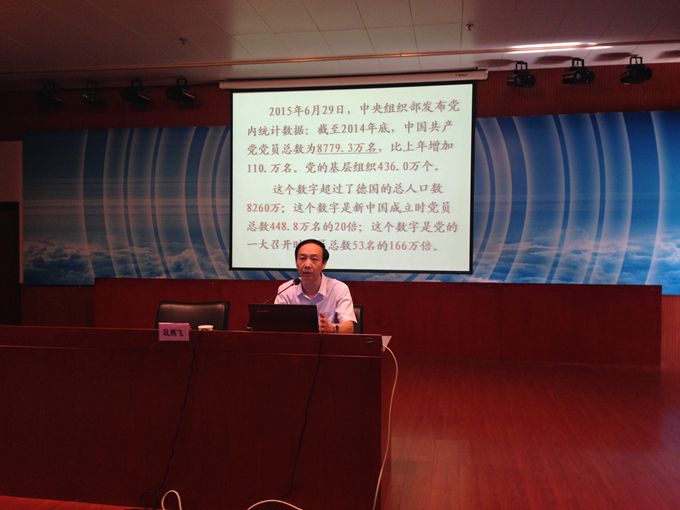 2015年6月29日，中央组织部发布党
内统计数据：截至2014年底，中国共产
党党员总数为8779.3万名，比上年增加
110.万名。党的基层组织436.0万个。
这个数字超过了德国的总人口数
8260万；这个数字是新中国成立时党员
总数448.8万名的20倍；这个数字是党的
一大召开时 总数53名的166万倍。